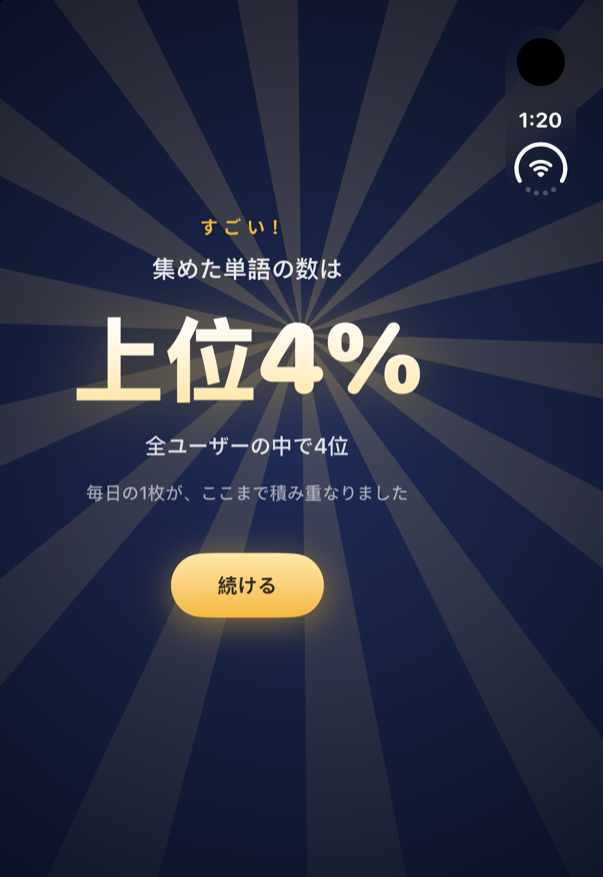 1:20
すごい！
集めた単語の数は
上位4%
全ユーザーの中で4位
毎日の1枚が、ここまで積み重なりました
続ける